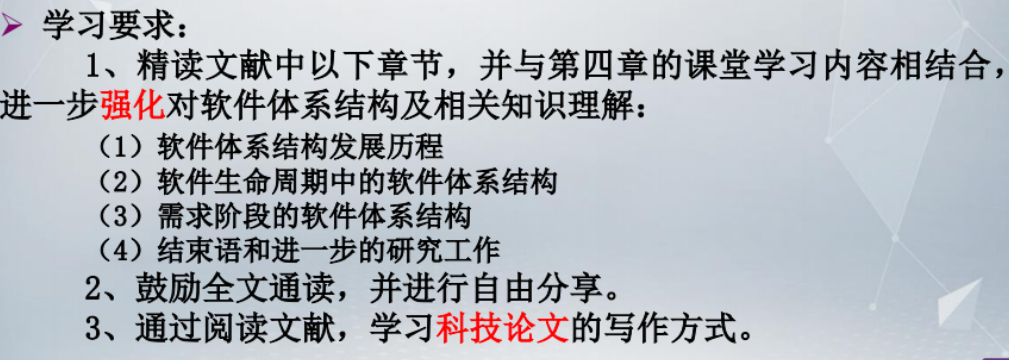 学习要求：
1、精读文献中以下章节，并与第四章的课堂学习内容相结合，
进一步强化对软件体系结构及相关知识理解：
（1）软件体系结构发展历程
（2）软件生命周期中的软件体系结构
（3）需求阶段的软件体系结构
（4）结束语和进一步的研究工作
2、鼓励全文通读，并进行自由分享。
3、通过阅读文献，学习科技论文的写作方式。